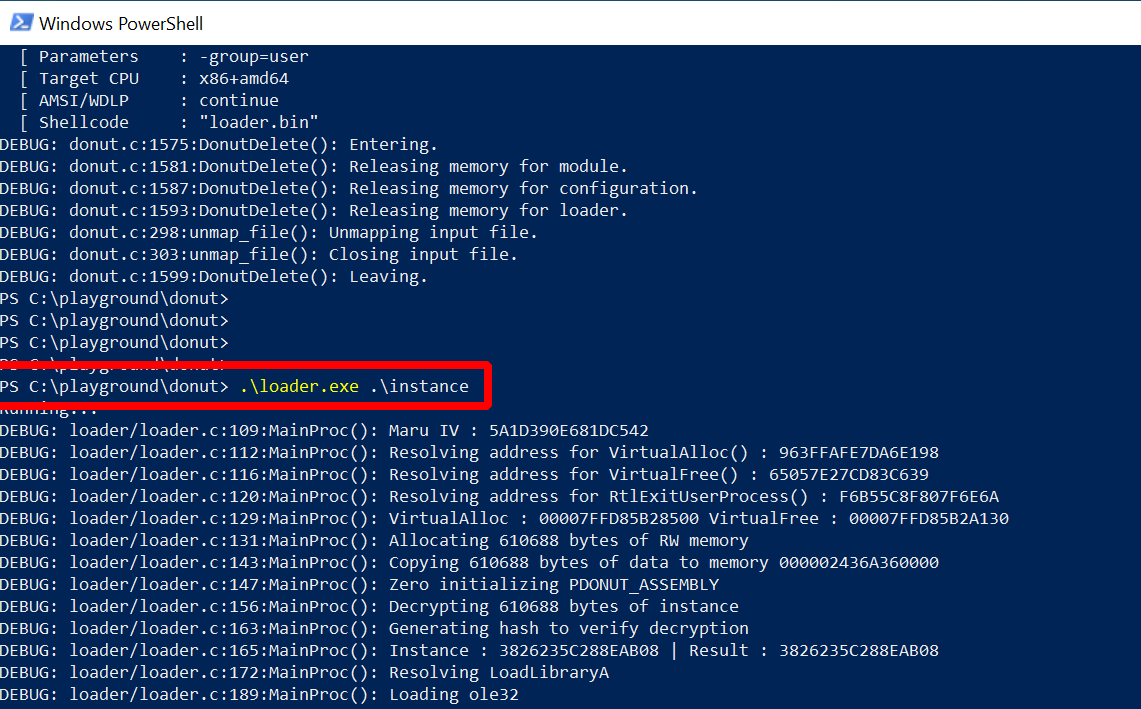 Windows PowerShell
[ Parameters    : -group=user
[ Target CPU    : x86+amd64
[ AMSI/WDLP     : continue
[ Shellcode     : "loader.bin"
DEBUG: donut.c:1575:DonutDelete(): Entering.
DEBUG: donut.c:1581:DonutDelete(): Releasing memory for module.
DEBUG: donut.c:1587:DonutDelete(): Releasing memory for configuration.
DEBUG: donut.c:1593:DonutDelete(): Releasing memory for loader.
DEBUG: donut.c:298:unmap_file(): Unmapping input file.
DEBUG: donut.c:303:unmap_file(): Closing input file.
DEBUG: donut.c:1599:DonutDelete(): Leaving.
PS C:\playground\donut>
PS C:\playground\donut>
PS C:\playground\donut>
PS C:\playground\donut>
PS C:\playground\donut> .\loader.exe .\instance
Running...
DEBUG: loader/loader.c:109:MainProc(): Maru IV : 5A1D390E681DC542
DEBUG: loader/loader.c:112:MainProc(): Resolving address for VirtualAlloc() : 963FFAFE7DA6E198
DEBUG: loader/loader.c:116:MainProc(): Resolving address for VirtualFree() : 65057E27CD83C639
DEBUG: loader/loader.c:120:MainProc(): Resolving address for RtlExitUserProcess() : F6B55C8F807F6E6A
DEBUG: loader/loader.c:129:MainProc(): VirtualAlloc : 00007FFD85B28500 VirtualFree : 00007FFD85B2A130
DEBUG: loader/loader.c:131:MainProc(): Allocating 610688 bytes of RW memory
DEBUG: loader/loader.c:143:MainProc(): Copying 610688 bytes of data to memory 000002436A360000
DEBUG: loader/loader.c:147:MainProc(): Zero initializing PDONUT_ASSEMBLY
DEBUG: loader/loader.c:156:MainProc(): Decrypting 610688 bytes of instance
DEBUG: loader/loader.c:163:MainProc(): Generating hash to verify decryption
DEBUG: loader/loader.c:165:MainProc(): Instance : 3826235C288EAB08 | Result : 3826235C288EAB08
DEBUG: loader/loader.c:172:MainProc(): Resolving LoadLibraryA
DEBUG: loader/loader.c:189:MainProc(): Loading ole32